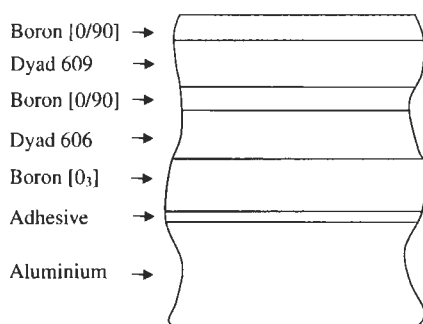 Boron [0/90]
Dyad 609
Boron [0/90]
Dyad 606
Boron [0₃]
Adhesive
Aluminium